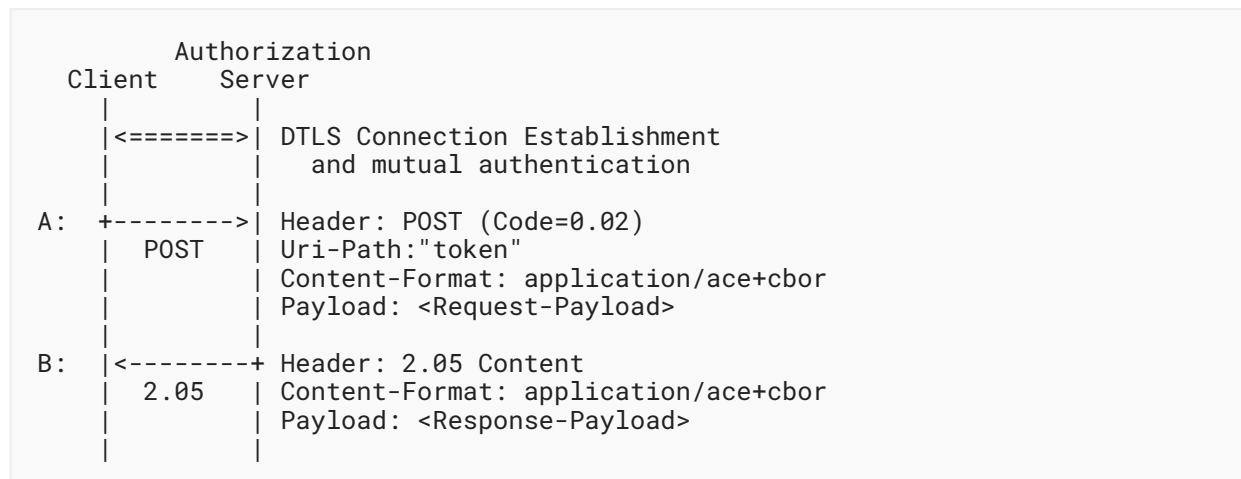 Authorization
  Client    Server
    |         |
    |<=======>| DTLS Connection Establishment
    |         |   and mutual authentication
    |         |
A:  +-------->| Header: POST (Code=0.02)
    |  POST   | Uri-Path:"token"
    |         | Content-Format: application/ace+cbor
    |         | Payload: <Request-Payload>
    |         |
B:  |<--------+ Header: 2.05 Content
    |  2.05   | Content-Format: application/ace+cbor
    |         | Payload: <Response-Payload>
    |         |